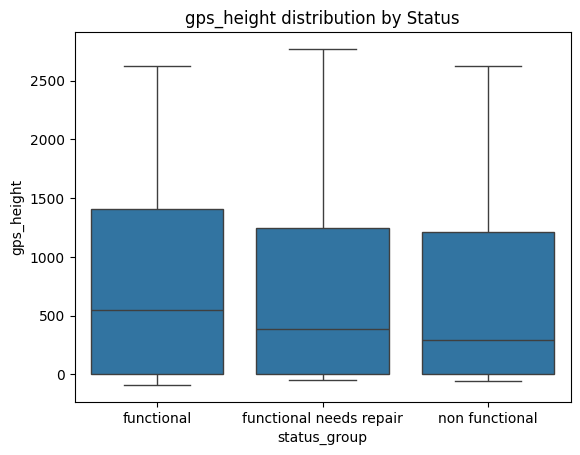 gps_height distribution by Status
2500
2000
1500
1000
500
0
gps_height
functional
functional needs repair
non functional
status_group